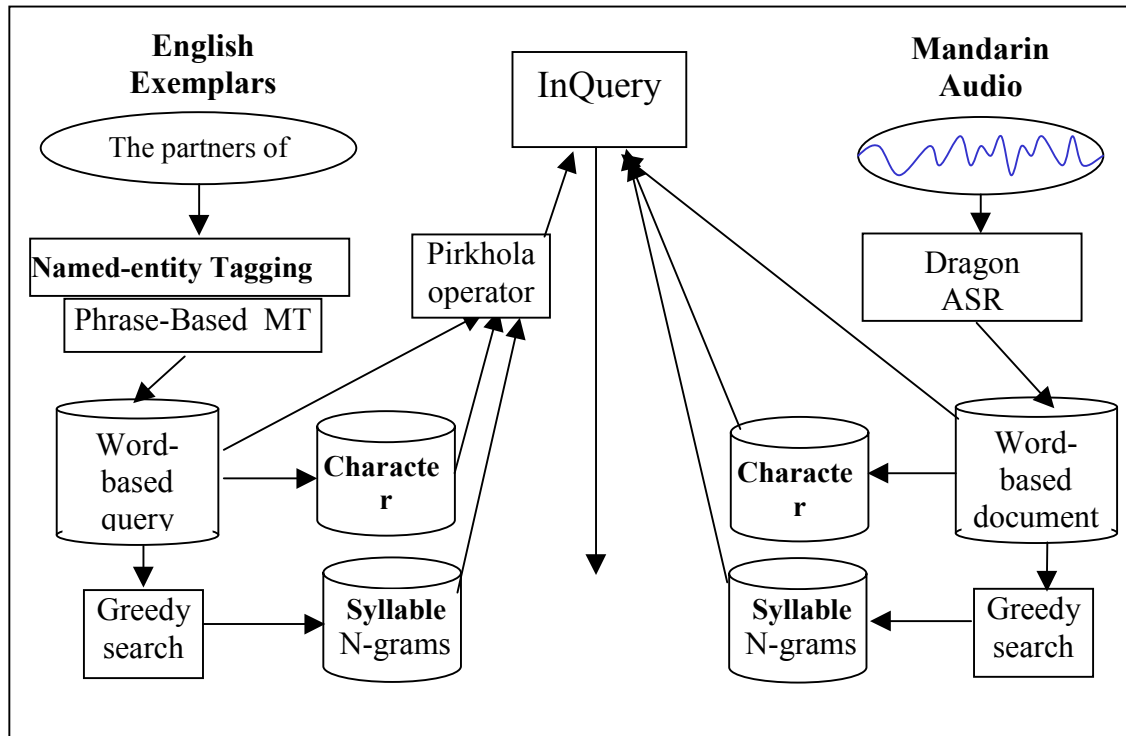 English
Exemplars
The partners of
Named-entity Tagging
Phrase-Based MT
Word-
based
query
Greedy
search
Characte
r
Syllable
N-grams
Pirkhola
operator
InQuery
Mandarin
Audio
Dragon
ASR
Word-
based
document
Characte
r
Syllable
N-grams
Greedy
search